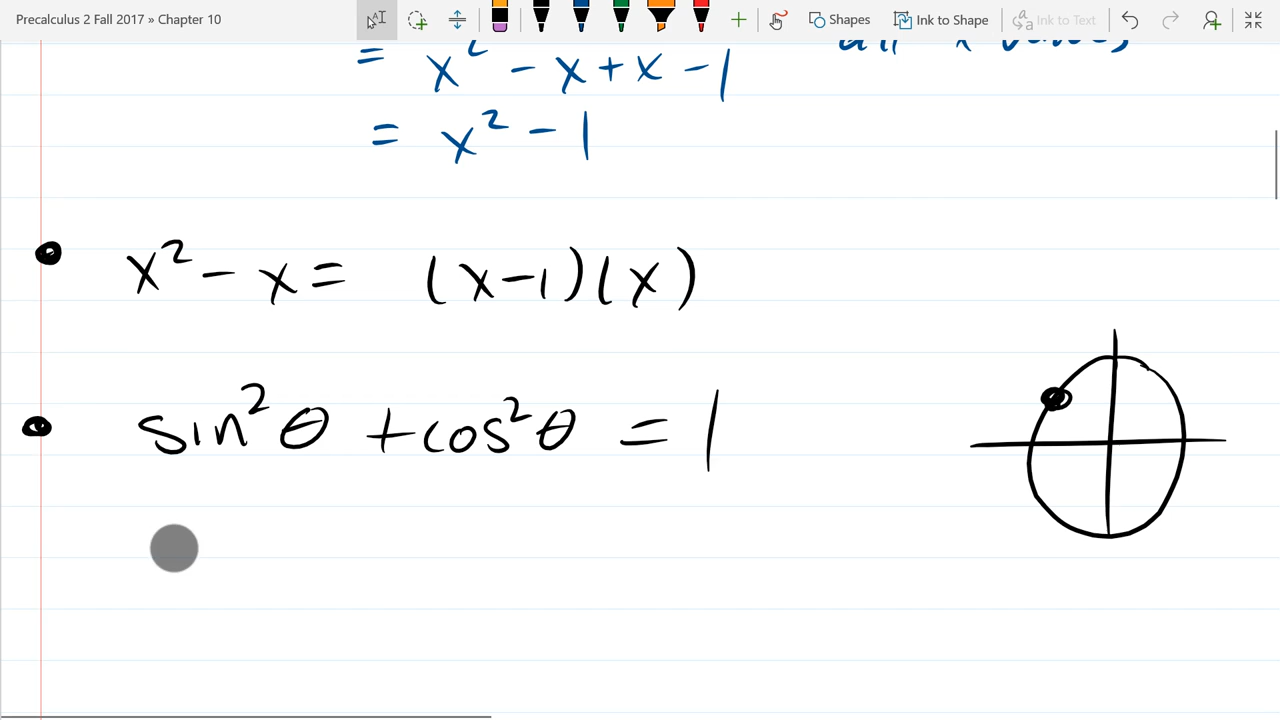 Precalculus 2 Fall 2017 » Chapter 10
Shapes Ink to Shape Ink to Text
= x² - x + x - 1
= x² - 1
• x² - x = (x-1)(x)
• sin²θ + cos²θ = 1